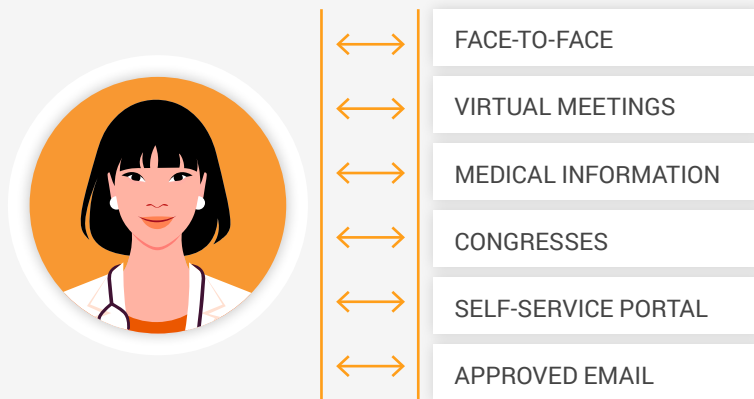 FACE-TO-FACE
VIRTUAL MEETINGS
MEDICAL INFORMATION
CONGRESSES
SELF-SERVICE PORTAL
APPROVED EMAIL